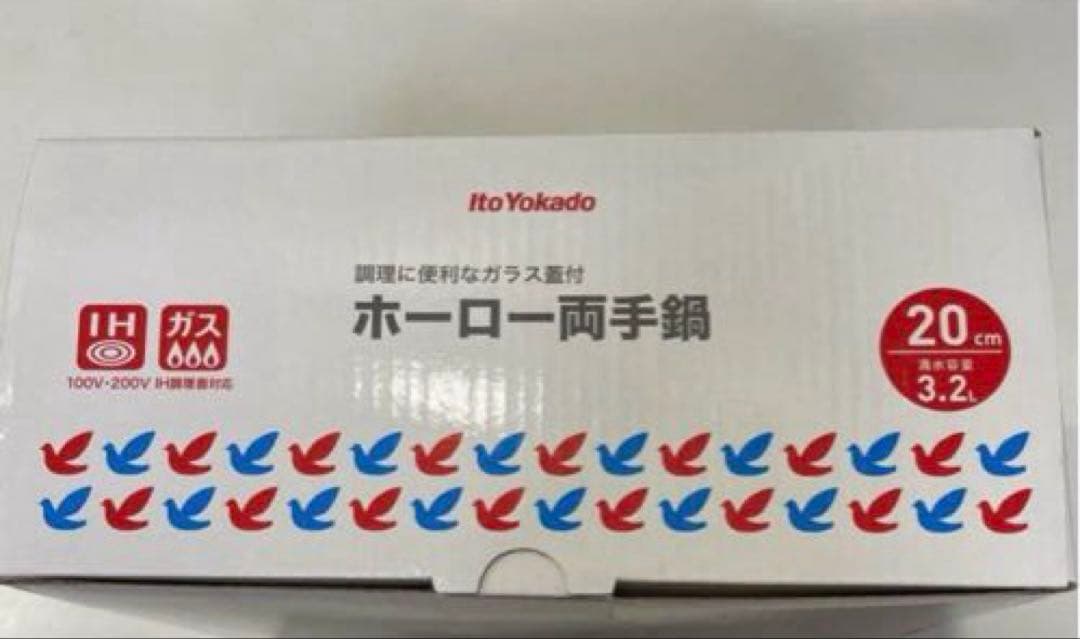 ItoYokado
調理に便利なガラス蓋付
ホーロー両手鍋
IH
ガス
100V・200V IH調理器対応
20cm
満水容量
3.2L